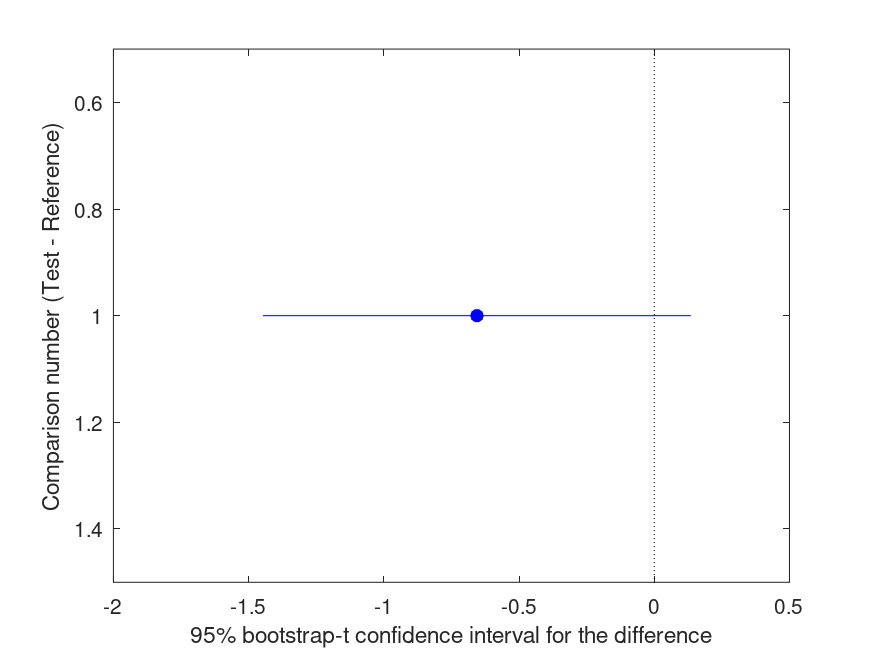 Comparison number (Test - Reference)
0.6
0.8
1
1.2
1.4
-2 -1.5 -1 -0.5 0 0.5
95% bootstrap-t confidence interval for the difference